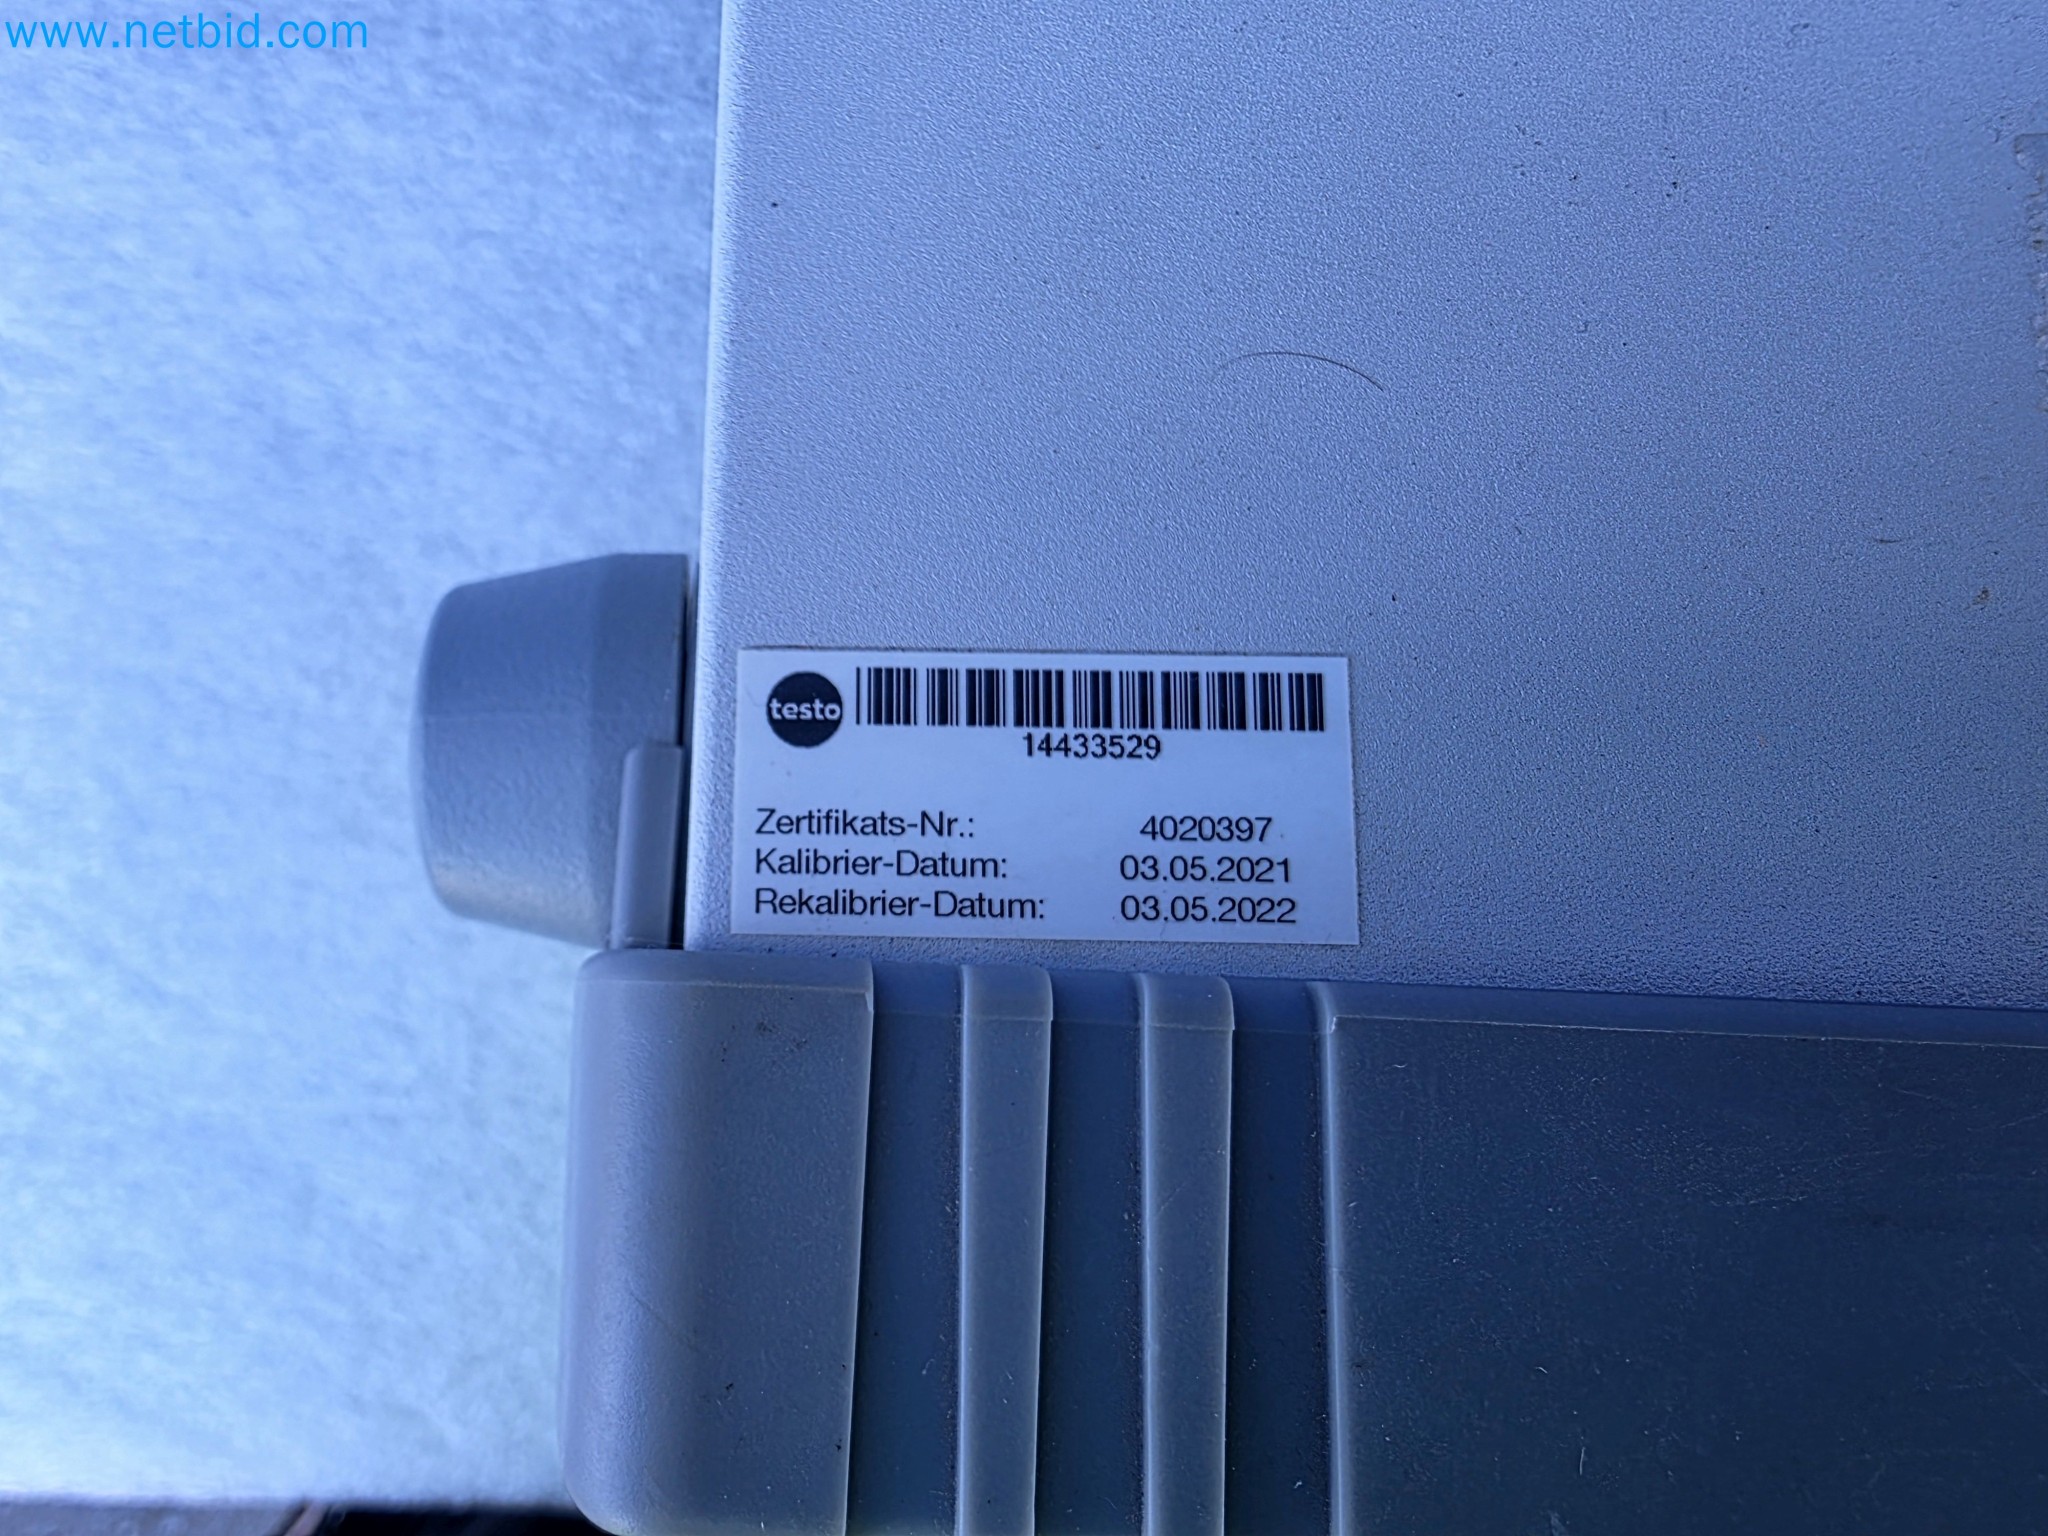 www.netbid.com
testo
14433529
Zertifikats-Nr.: 4020397
Kalibrier-Datum: 03.05.2021
Rekalibrier-Datum: 03.05.2022